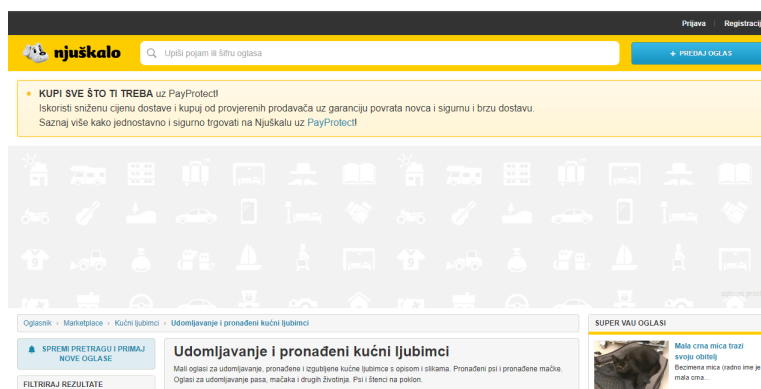 Prijava
Registracij
njuškalo
Upiši pojam ili šifru oglasa
+ PREDAJ OGLAS
KUPI SVE ŠTO TI TREBA uz PayProtect!
Iskoristi sniženu cijenu dostave i kupuj od provjerenih prodavača uz garanciju povrata novca i sigurnu i brzu dostavu.
Saznaj više kako jednostavno i sigurno trgovati na Njuškalu uz PayProtect!
9
9
Oglasnik › Marketplace › Kućni ljubimci › Udomljavanje i pronađeni kućni ljubimci
SUPER VAU OGLASI
SPREMI PRETRAGU I PRIMAJ
NOVE OGLASE
Udomljavanje i pronađeni kućni ljubimci
Mali oglasi za udomljavanje, pronađene i izgubljene kućne ljubimce s opisom i slikama. Pronađeni psi i pronađene mačke.
Oglasi za udomljavanje pasa, mačaka i drugih životinja. Psi i štenci na poklon.
Mala crna mica trazi
svoju obitelj
Bezimena mica (radno ime je
mala crna...
FILTRIRAJ REZULTATE